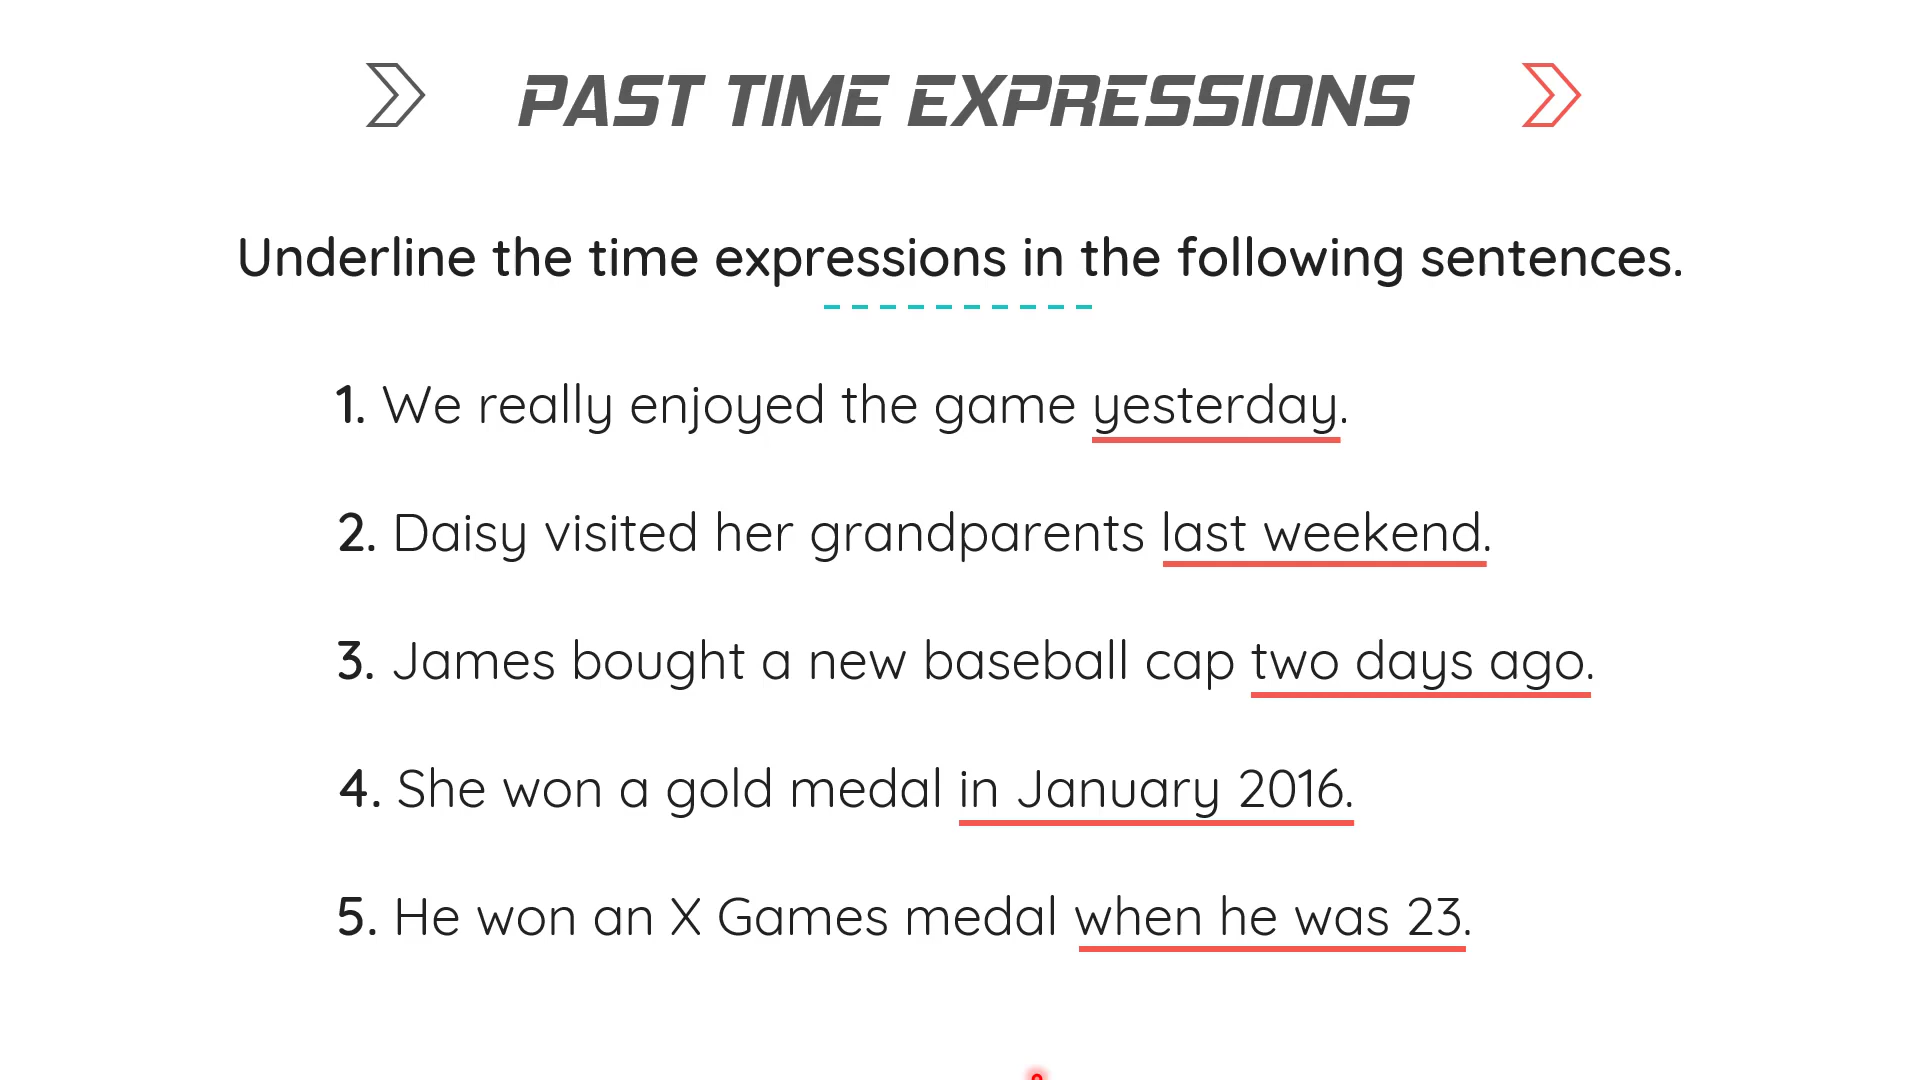 PAST TIME EXPRESSIONS
Underline the time expressions in the following sentences.
1. We really enjoyed the game yesterday.
2. Daisy visited her grandparents last weekend.
3. James bought a new baseball cap two days ago.
4. She won a gold medal in January 2016.
5. He won an X Games medal when he was 23.